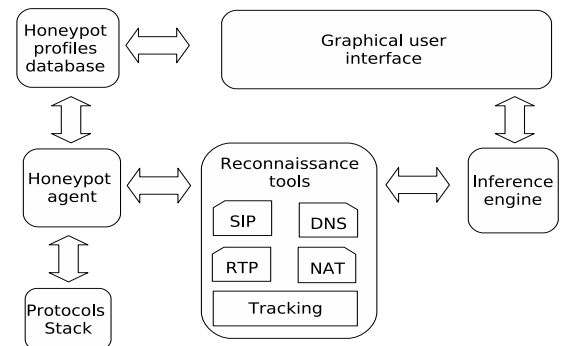 Honeypot
profiles
database
Graphical user
interface
Honeypot
agent
Reconnaissance
tools
SIP
DNS
RTP
NAT
Tracking
Inference
engine
Protocols
Stack